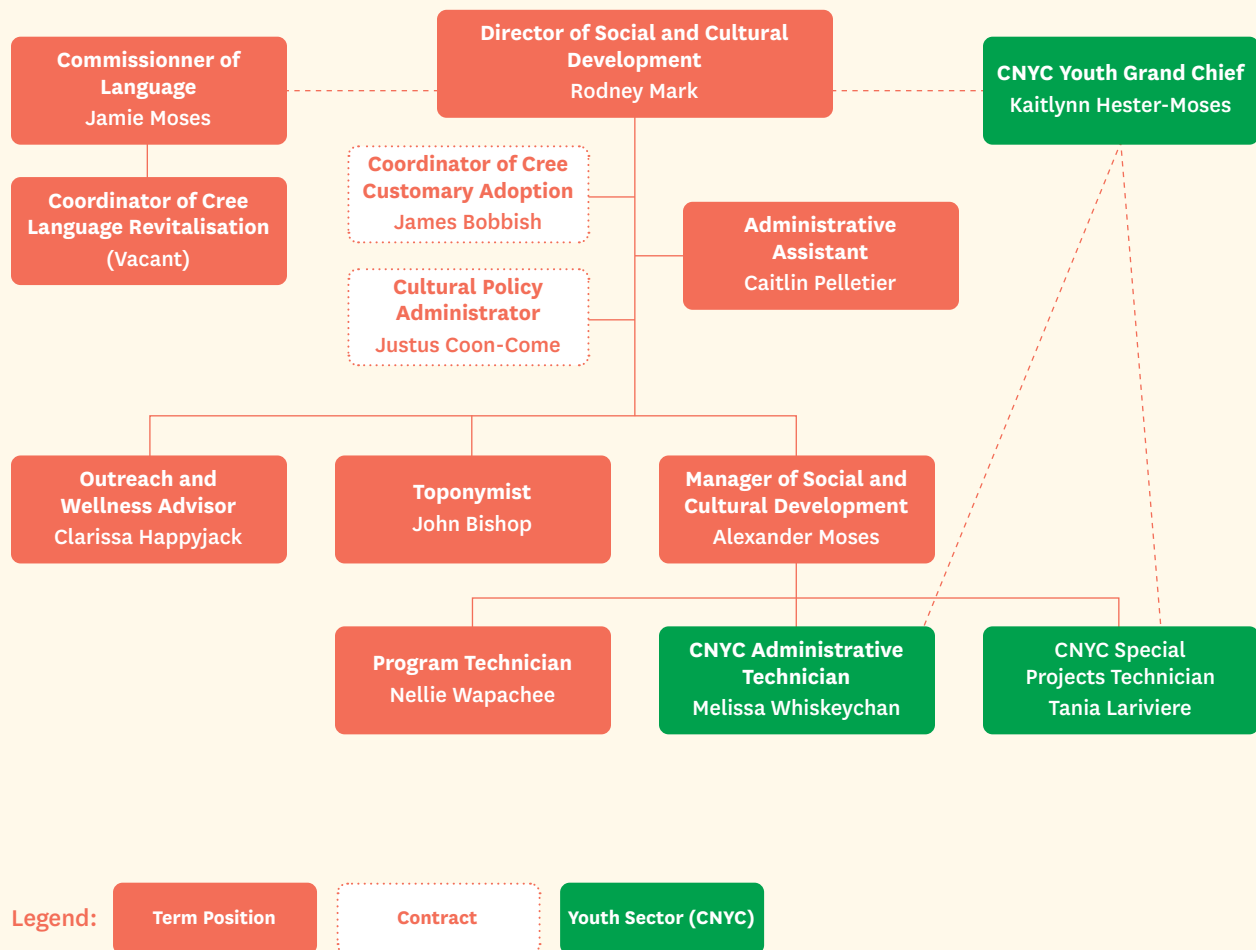 Director of Social and Cultural
Development
Rodney Mark
Commissionner of
Language
Jamie Moses
CNYC Youth Grand Chief
Kaitlynn Hester-Moses
Coordinator of Cree
Language Revitalisation
(Vacant)
Coordinator of Cree
Customary Adoption
James Bobbish
Administrative
Assistant
Caitlin Pelletier
Cultural Policy
Administrator
Justus Coon-Come
Outreach and
Wellness Advisor
Clarissa Happyjack
Toponymist
John Bishop
Manager of Social and
Cultural Development
Alexander Moses
Program Technician
Nellie Wapachee
CNYC Administrative
Technician
Melissa Whiskeychan
CNYC Special
Projects Technician
Tania Lariviere
Legend:
Term Position
Contract
Youth Sector (CNYC)